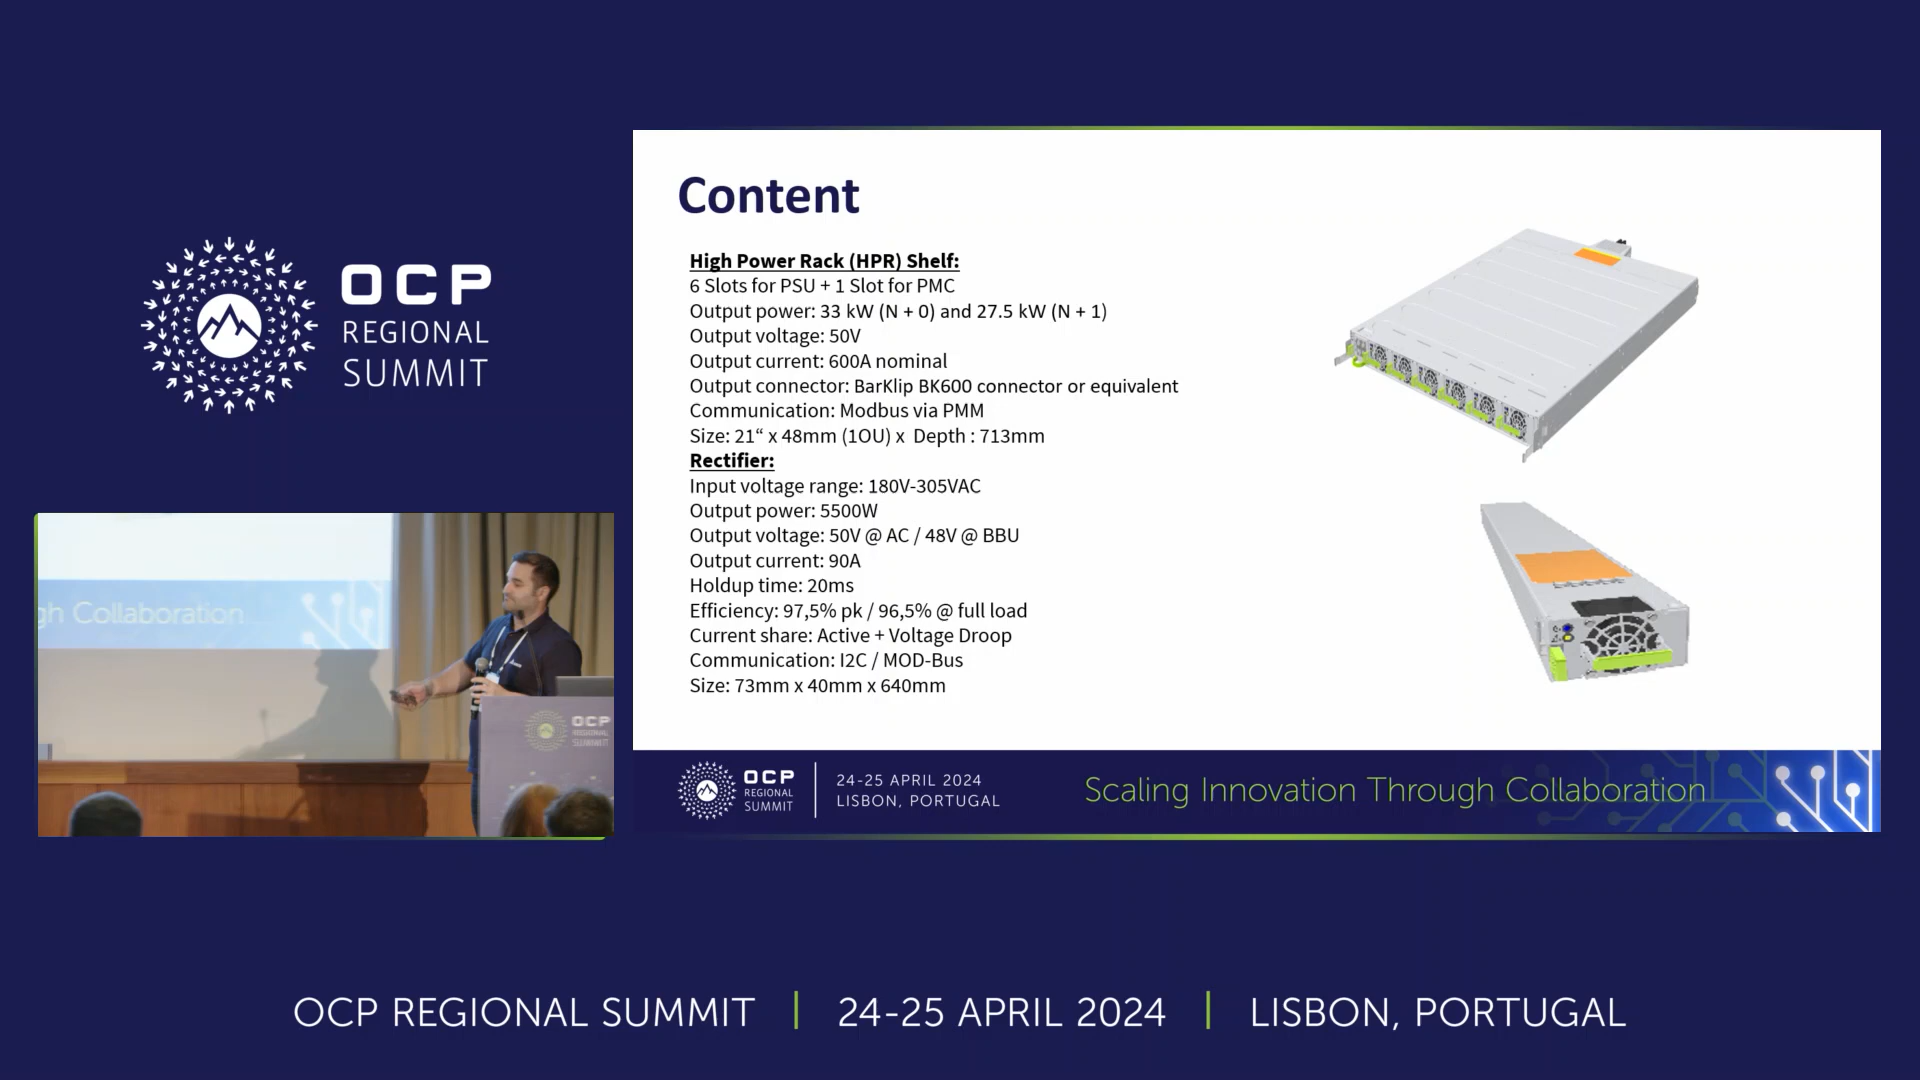 OCP
REGIONAL
SUMMIT
Content
High Power Rack (HPR) Shelf:
6 Slots for PSU + 1 Slot for PMC
Output power: 33 kW (N + 0) and 27.5 kW (N + 1)
Output voltage: 50V
Output current: 600A nominal
Output connector: BarKlip BK600 connector or equivalent
Communication: Modbus via PMM
Size: 21“ x 48mm (1OU) x  Depth : 713mm
Rectifier:
Input voltage range: 180V-305VAC
Output power: 5500W
Output voltage: 50V @ AC / 48V @ BBU
Output current: 90A
Holdup time: 20ms
Efficiency: 97,5% pk / 96,5% @ full load
Current share: Active + Voltage Droop
Communication: I2C / MOD-Bus
Size: 73mm x 40mm x 640mm
OCP
REGIONAL
SUMMIT
24-25 APRIL 2024
LISBON, PORTUGAL
Scaling Innovation Through Collaboration
gh Collaboration
OCP
REGIONAL
SUMMIT
OCP REGIONAL SUMMIT | 24-25 APRIL 2024 | LISBON, PORTUGAL